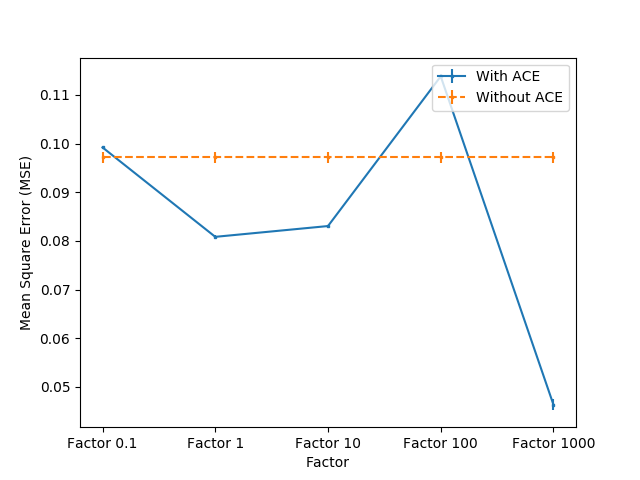 With ACE
Without ACE
Mean Square Error (MSE)
0.11
0.10
0.09
0.08
0.07
0.06
0.05
Factor 0.1
Factor 1
Factor 10
Factor 100
Factor 1000
Factor